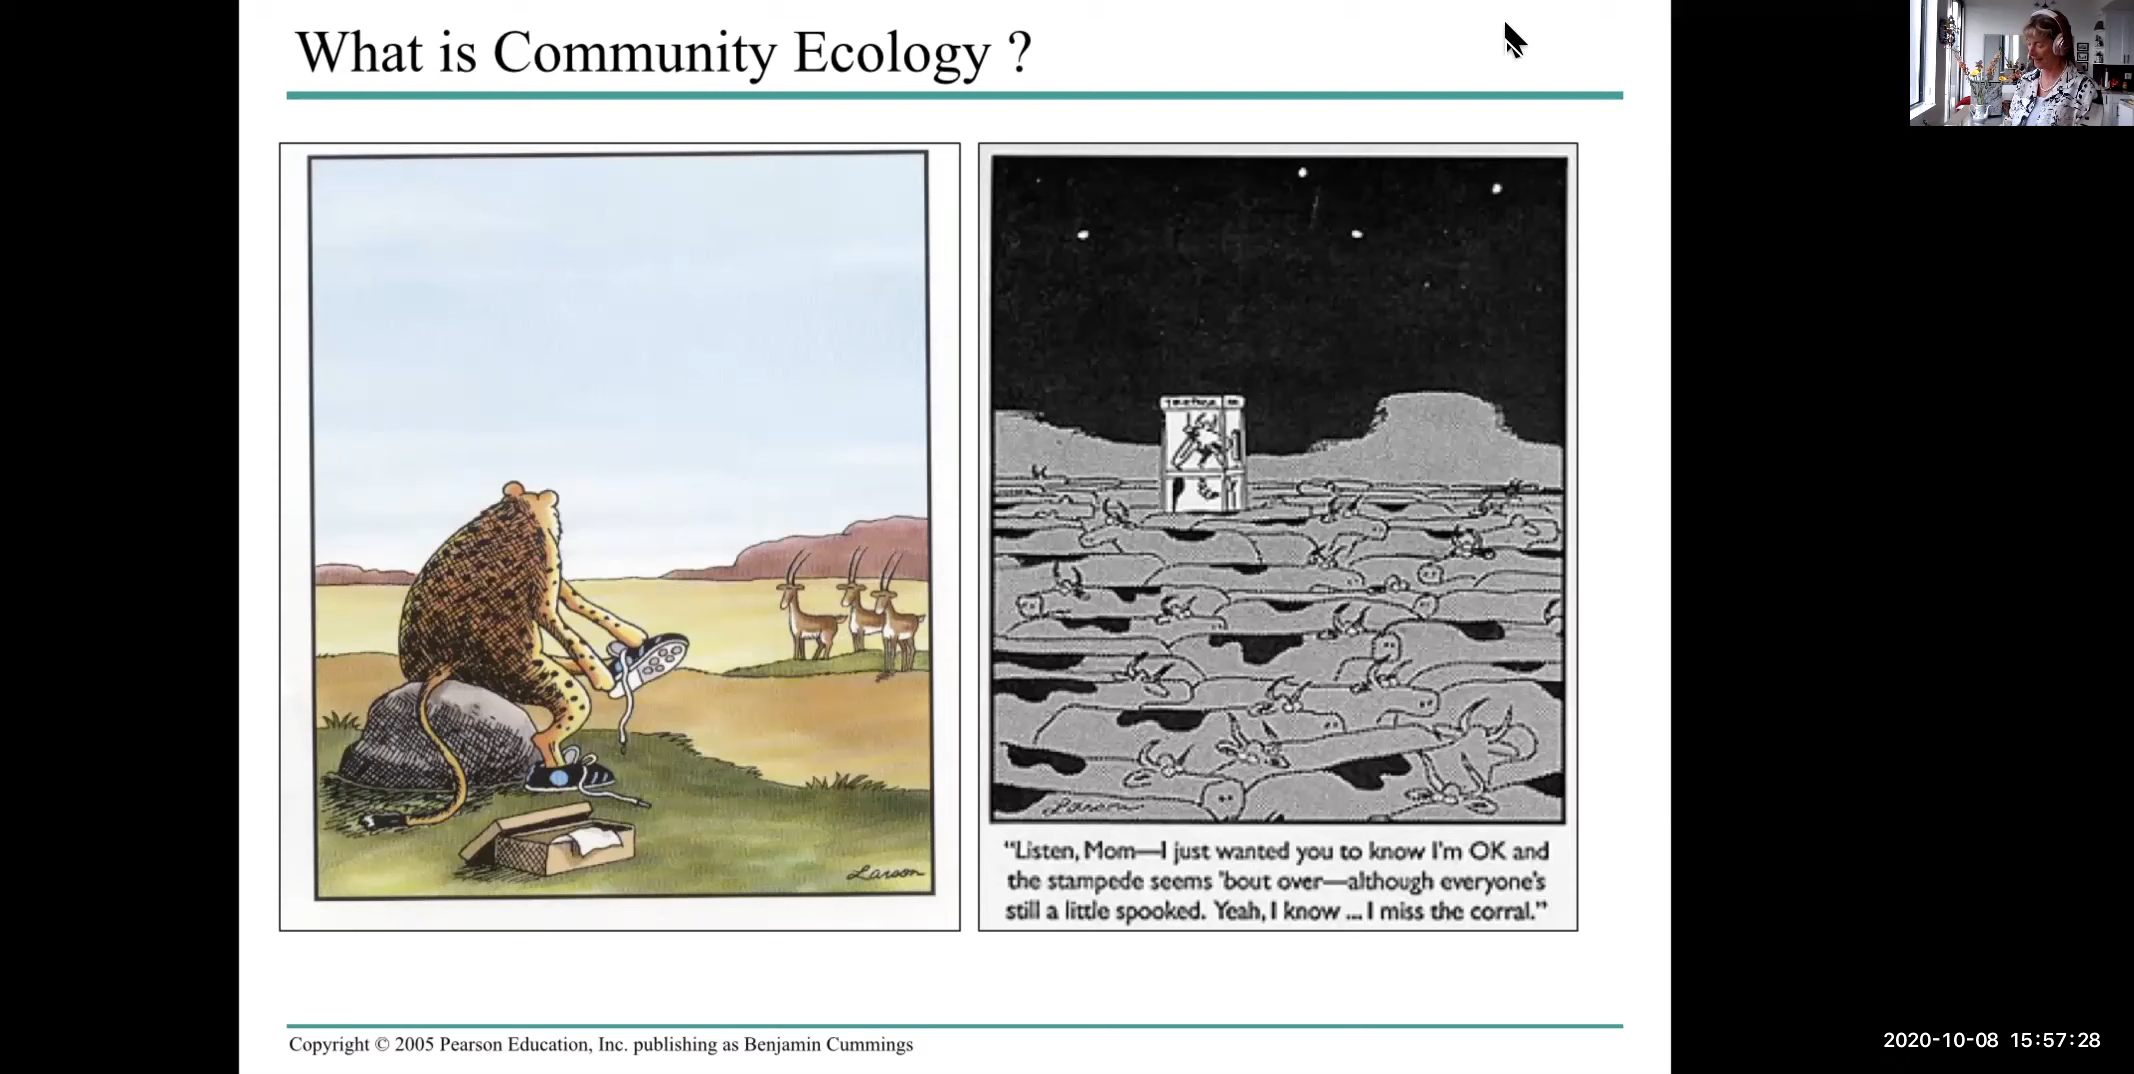 What is Community Ecology ?
Larson
Larson
"Listen, Mom—I just wanted you to know I'm OK and
the stampede seems 'bout over—although everyone's
still a little spooked. Yeah, I know ... I miss the corral."
Copyright © 2005 Pearson Education, Inc. publishing as Benjamin Cummings
2020-10-08 15:57:28